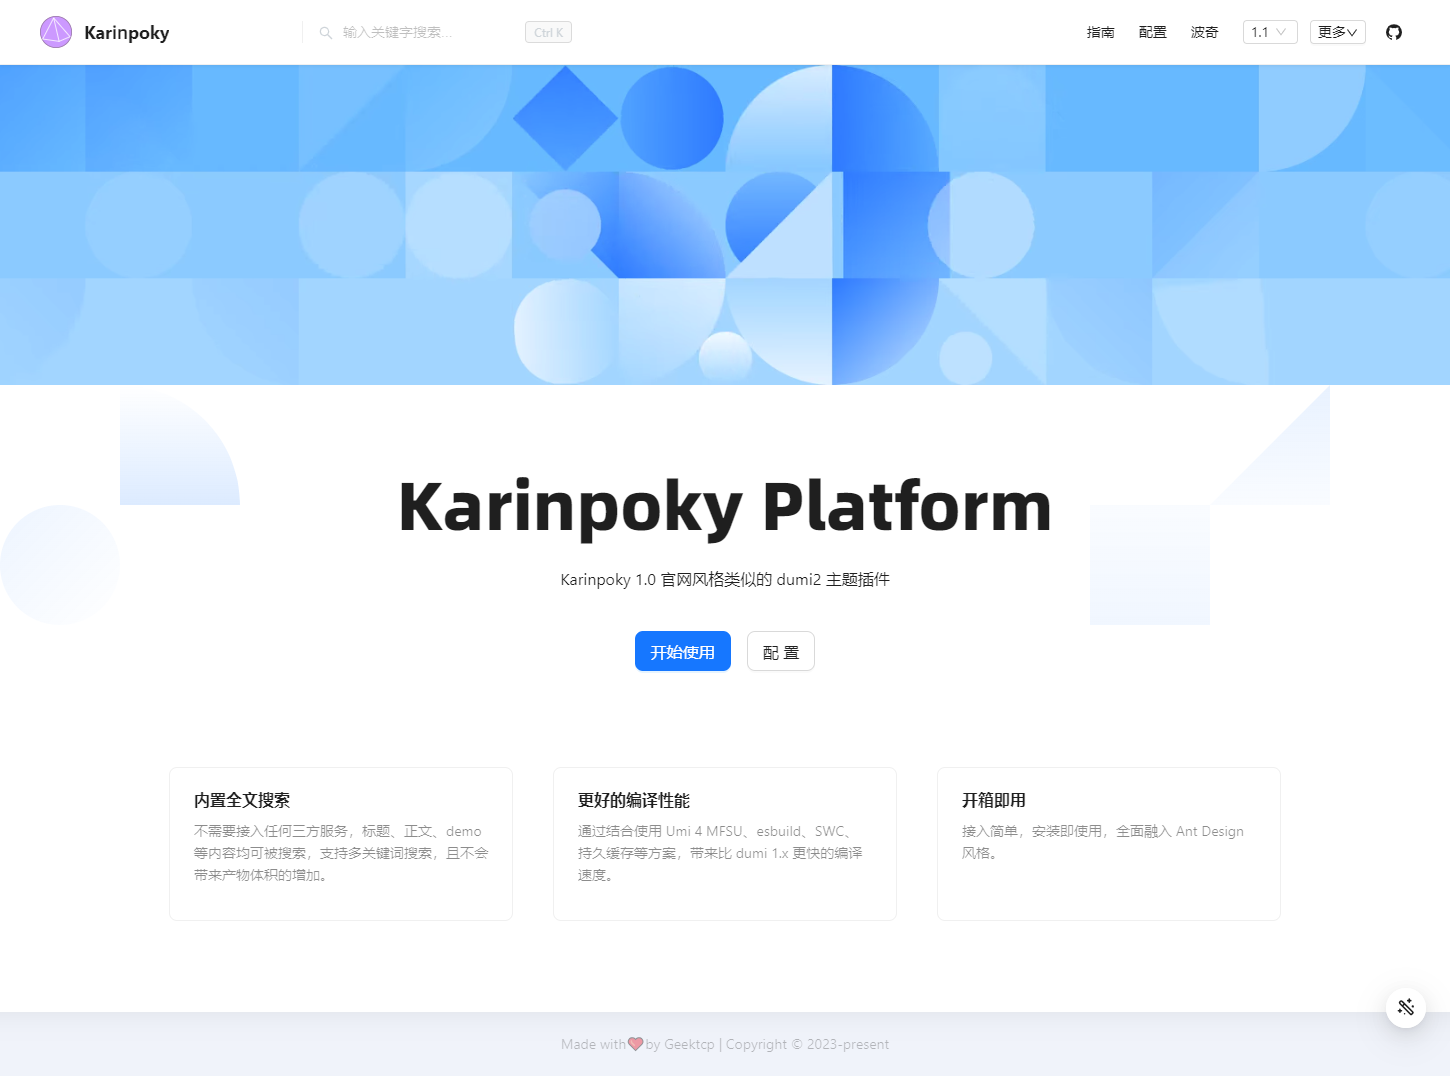 Karinpoky
输入关键字搜索...
Ctrl K
指南
配置
波奇
1.1
更多
Karinpoky Platform
Karinpoky 1.0 官网风格类似的 dumi2 主题插件
开始使用
配 置
内置全文搜索
不需要接入任何三方服务，标题、正文、demo
等内容均可被搜索，支持多关键词搜索，且不会
带来产物体积的增加。
更好的编译性能
通过结合使用 Umi 4 MFSU、esbuild、SWC、
持久缓存等方案，带来比 dumi 1.x 更快的编译
速度。
开箱即用
接入简单，安装即使用，全面融入 Ant Design
风格。
Made with❤️by Geektcp | Copyright © 2023-present